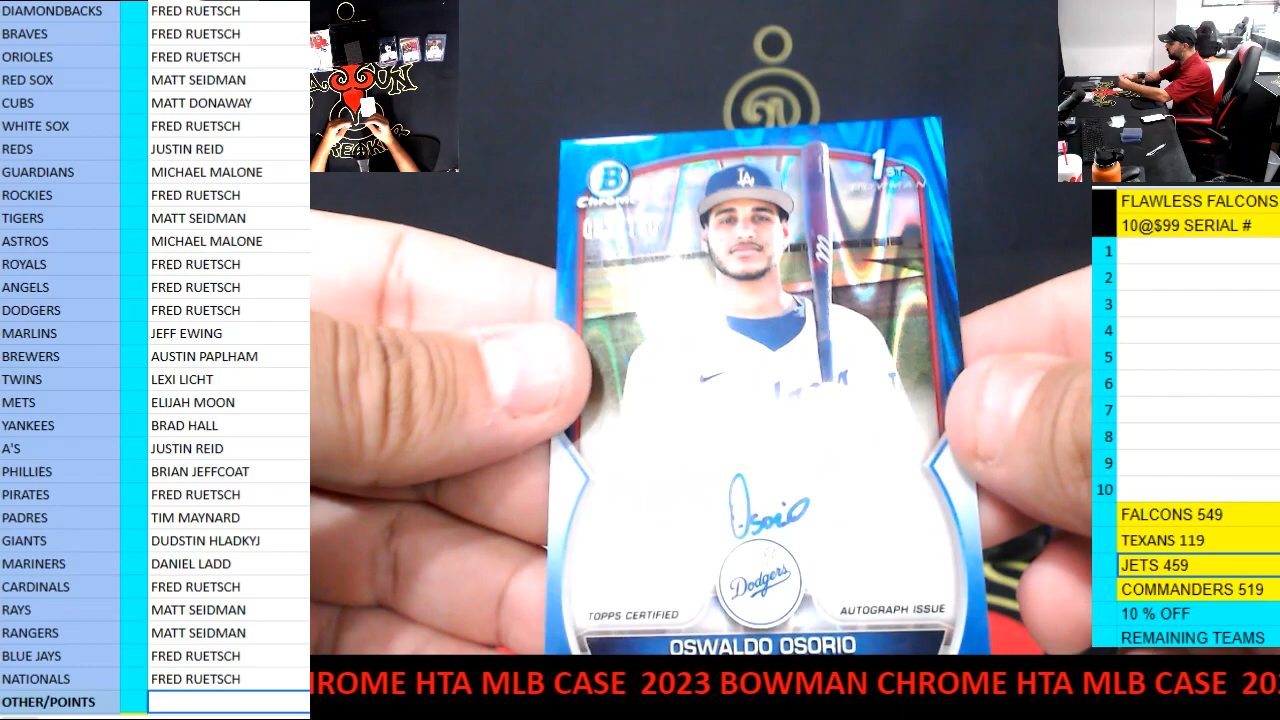 DIAMONDBACKS FRED RUETSCH
BRAVES FRED RUETSCH
ORIOLES FRED RUETSCH
RED SOX MATT SEIDMAN
CUBS MATT DONAWAY
WHITE SOX FRED RUETSCH
REDS JUSTIN REID
GUARDIANS MICHAEL MALONE
ROCKIES FRED RUETSCH
TIGERS MATT SEIDMAN
ASTROS MICHAEL MALONE
ROYALS FRED RUETSCH
ANGELS FRED RUETSCH
DODGERS FRED RUETSCH
MARLINS JEFF EWING
BREWERS AUSTIN PAPLHAM
TWINS LEXI LICHT
METS ELIJAH MOON
YANKEES BRAD HALL
A'S JUSTIN REID
PHILLIES BRIAN JEFFCOAT
PIRATES FRED RUETSCH
PADRES TIM MAYNARD
GIANTS DUDSTIN HLADKYJ
MARINERS DANIEL LADD
CARDINALS FRED RUETSCH
RAYS MATT SEIDMAN
RANGERS MATT SEIDMAN
BLUE JAYS FRED RUETSCH
NATIONALS FRED RUETSCH
OTHER/POINTS
B
Chrome
1ST
BOWMAN
LA
Osorio
Dodgers
TOPPS CERTIFIED
AUTOGRAPH ISSUE
OSWALDO OSORIO
FLAWLESS FALCONS
10@$99 SERIAL #
1
2
3
4
5
6
7
8
9
10
FALCONS 549
TEXANS 119
JETS 459
COMMANDERS 519
10 % OFF
REMAINING TEAMS
HROME HTA MLB CASE 2023 BOWMAN CHROME HTA MLB CASE 20